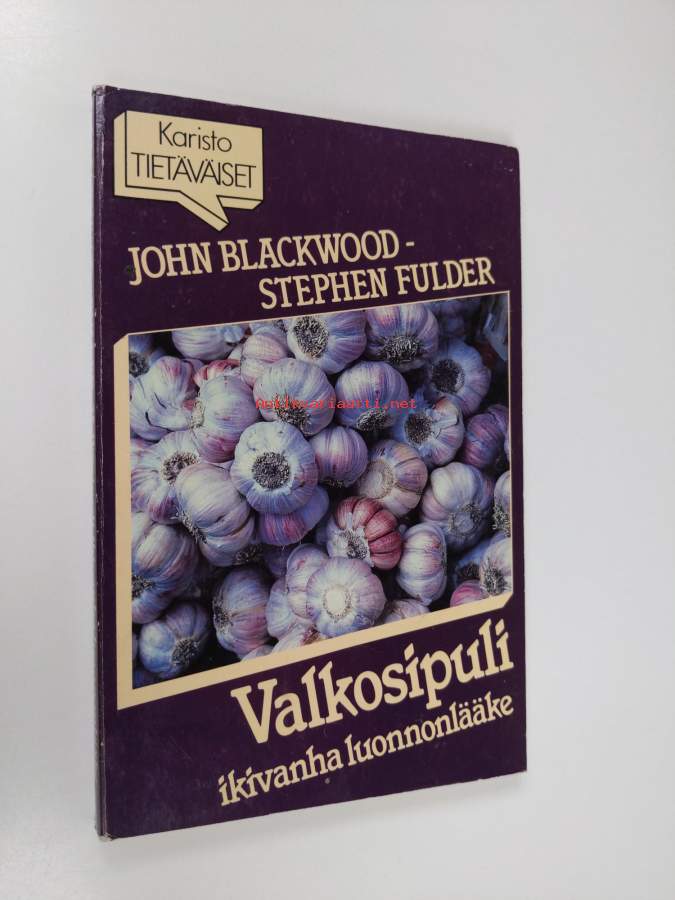 Karisto
TIETÄVÄISET
JOHN BLACKWOOD -
STEPHEN FULDER
Antikvariaatti.net
Valkosipuli
ikivanha luonnonlääke